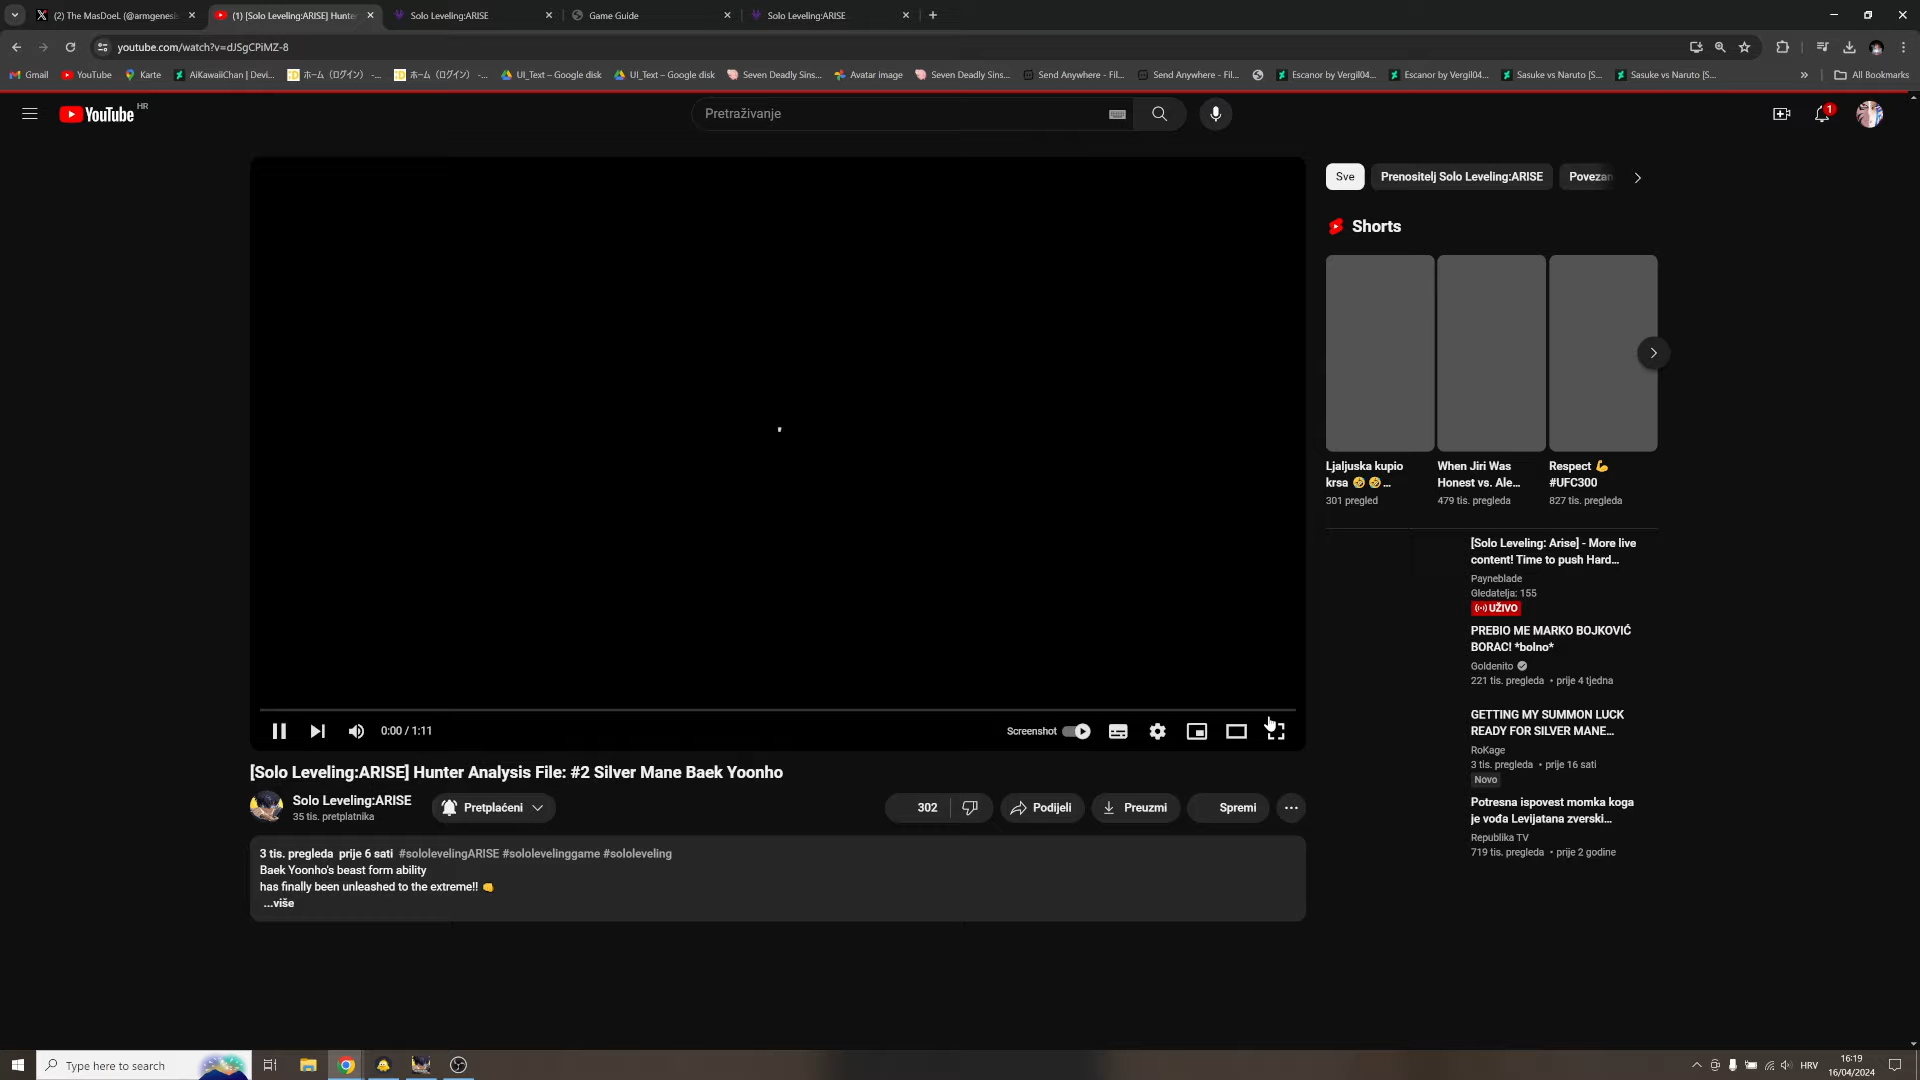 (2) The MasDoeL (@armgenesis
(1) [Solo Leveling:ARISE] Hunter
Solo Leveling:ARISE
Game Guide
Solo Leveling:ARISE
youtube.com/watch?v=dJSgCPiMZ-8
Gmail
YouTube
Karte
AiKawaiiChan | Devi...
ホーム（ログイン） -...
ホーム（ログイン） -...
UI_Text – Google disk
UI_Text – Google disk
Seven Deadly Sins...
Avatar image
Seven Deadly Sins...
Send Anywhere - Fil...
Send Anywhere - Fil...
Escanor by Vergil04...
Escanor by Vergil04...
Sasuke vs Naruto [S...
Sasuke vs Naruto [S...
All Bookmarks
YouTube HR
Pretraživanje
1
Sve
Prenositelj Solo Leveling:ARISE
Povezan
Shorts
Ljaljuska kupio
krsa 🤣 🤣...
301 pregled
When Jiri Was
Honest vs. Ale...
479 tis. pregleda
Respect 💪
#UFC300
827 tis. pregleda
[Solo Leveling: Arise] - More live
content! Time to push Hard...
Payneblade
Gledatelja: 155
UŽIVO
PREBIO ME MARKO BOJKOVIĆ
BORAC! *bolno*
Goldenito
221 tis. pregleda • prije 4 tjedna
GETTING MY SUMMON LUCK
READY FOR SILVER MANE...
RoKage
3 tis. pregleda • prije 16 sati
Novo
Potresna ispovest momka koga
je vođa Levijatana zverski...
Republika TV
719 tis. pregleda • prije 2 godine
0:00 / 1:11
Screenshot
[Solo Leveling:ARISE] Hunter Analysis File: #2 Silver Mane Baek Yoonho
Solo Leveling:ARISE
35 tis. pretplatnika
Pretplaćeni
302
Podijeli
Preuzmi
Spremi
3 tis. pregleda prije 6 sati #sololevelingARISE #sololevelinggame #sololeveling
Baek Yoonho's beast form ability
has finally been unleashed to the extreme!! 👊
...više
Type here to search
HRV
16:19
16/04/2024